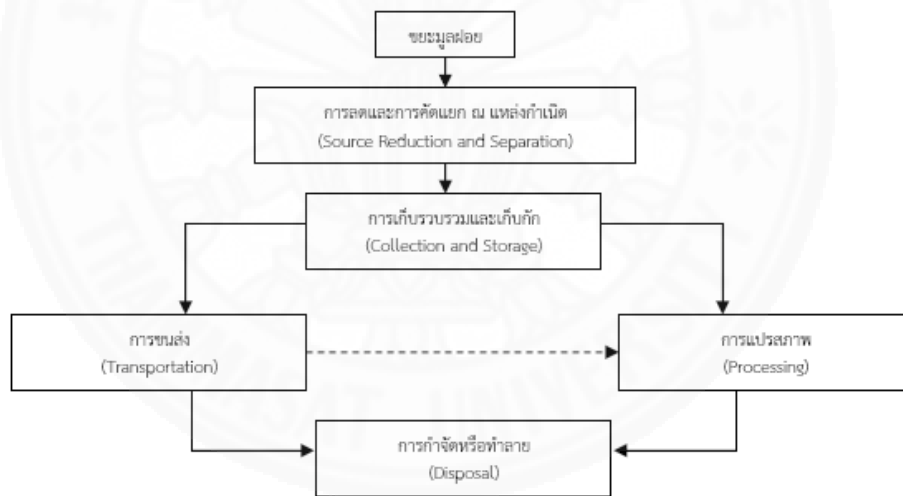 ขยะมูลฝอย
การลดและการคัดแยก ณ แหล่งกำเนิด
(Source Reduction and Separation)
การเก็บรวบรวมและเก็บกัก
(Collection and Storage)
การขนส่ง
(Transportation)
การแปรสภาพ
(Processing)
THAMMASAT UNIVERSITY
การกำจัดหรือทำลาย
(Disposal)